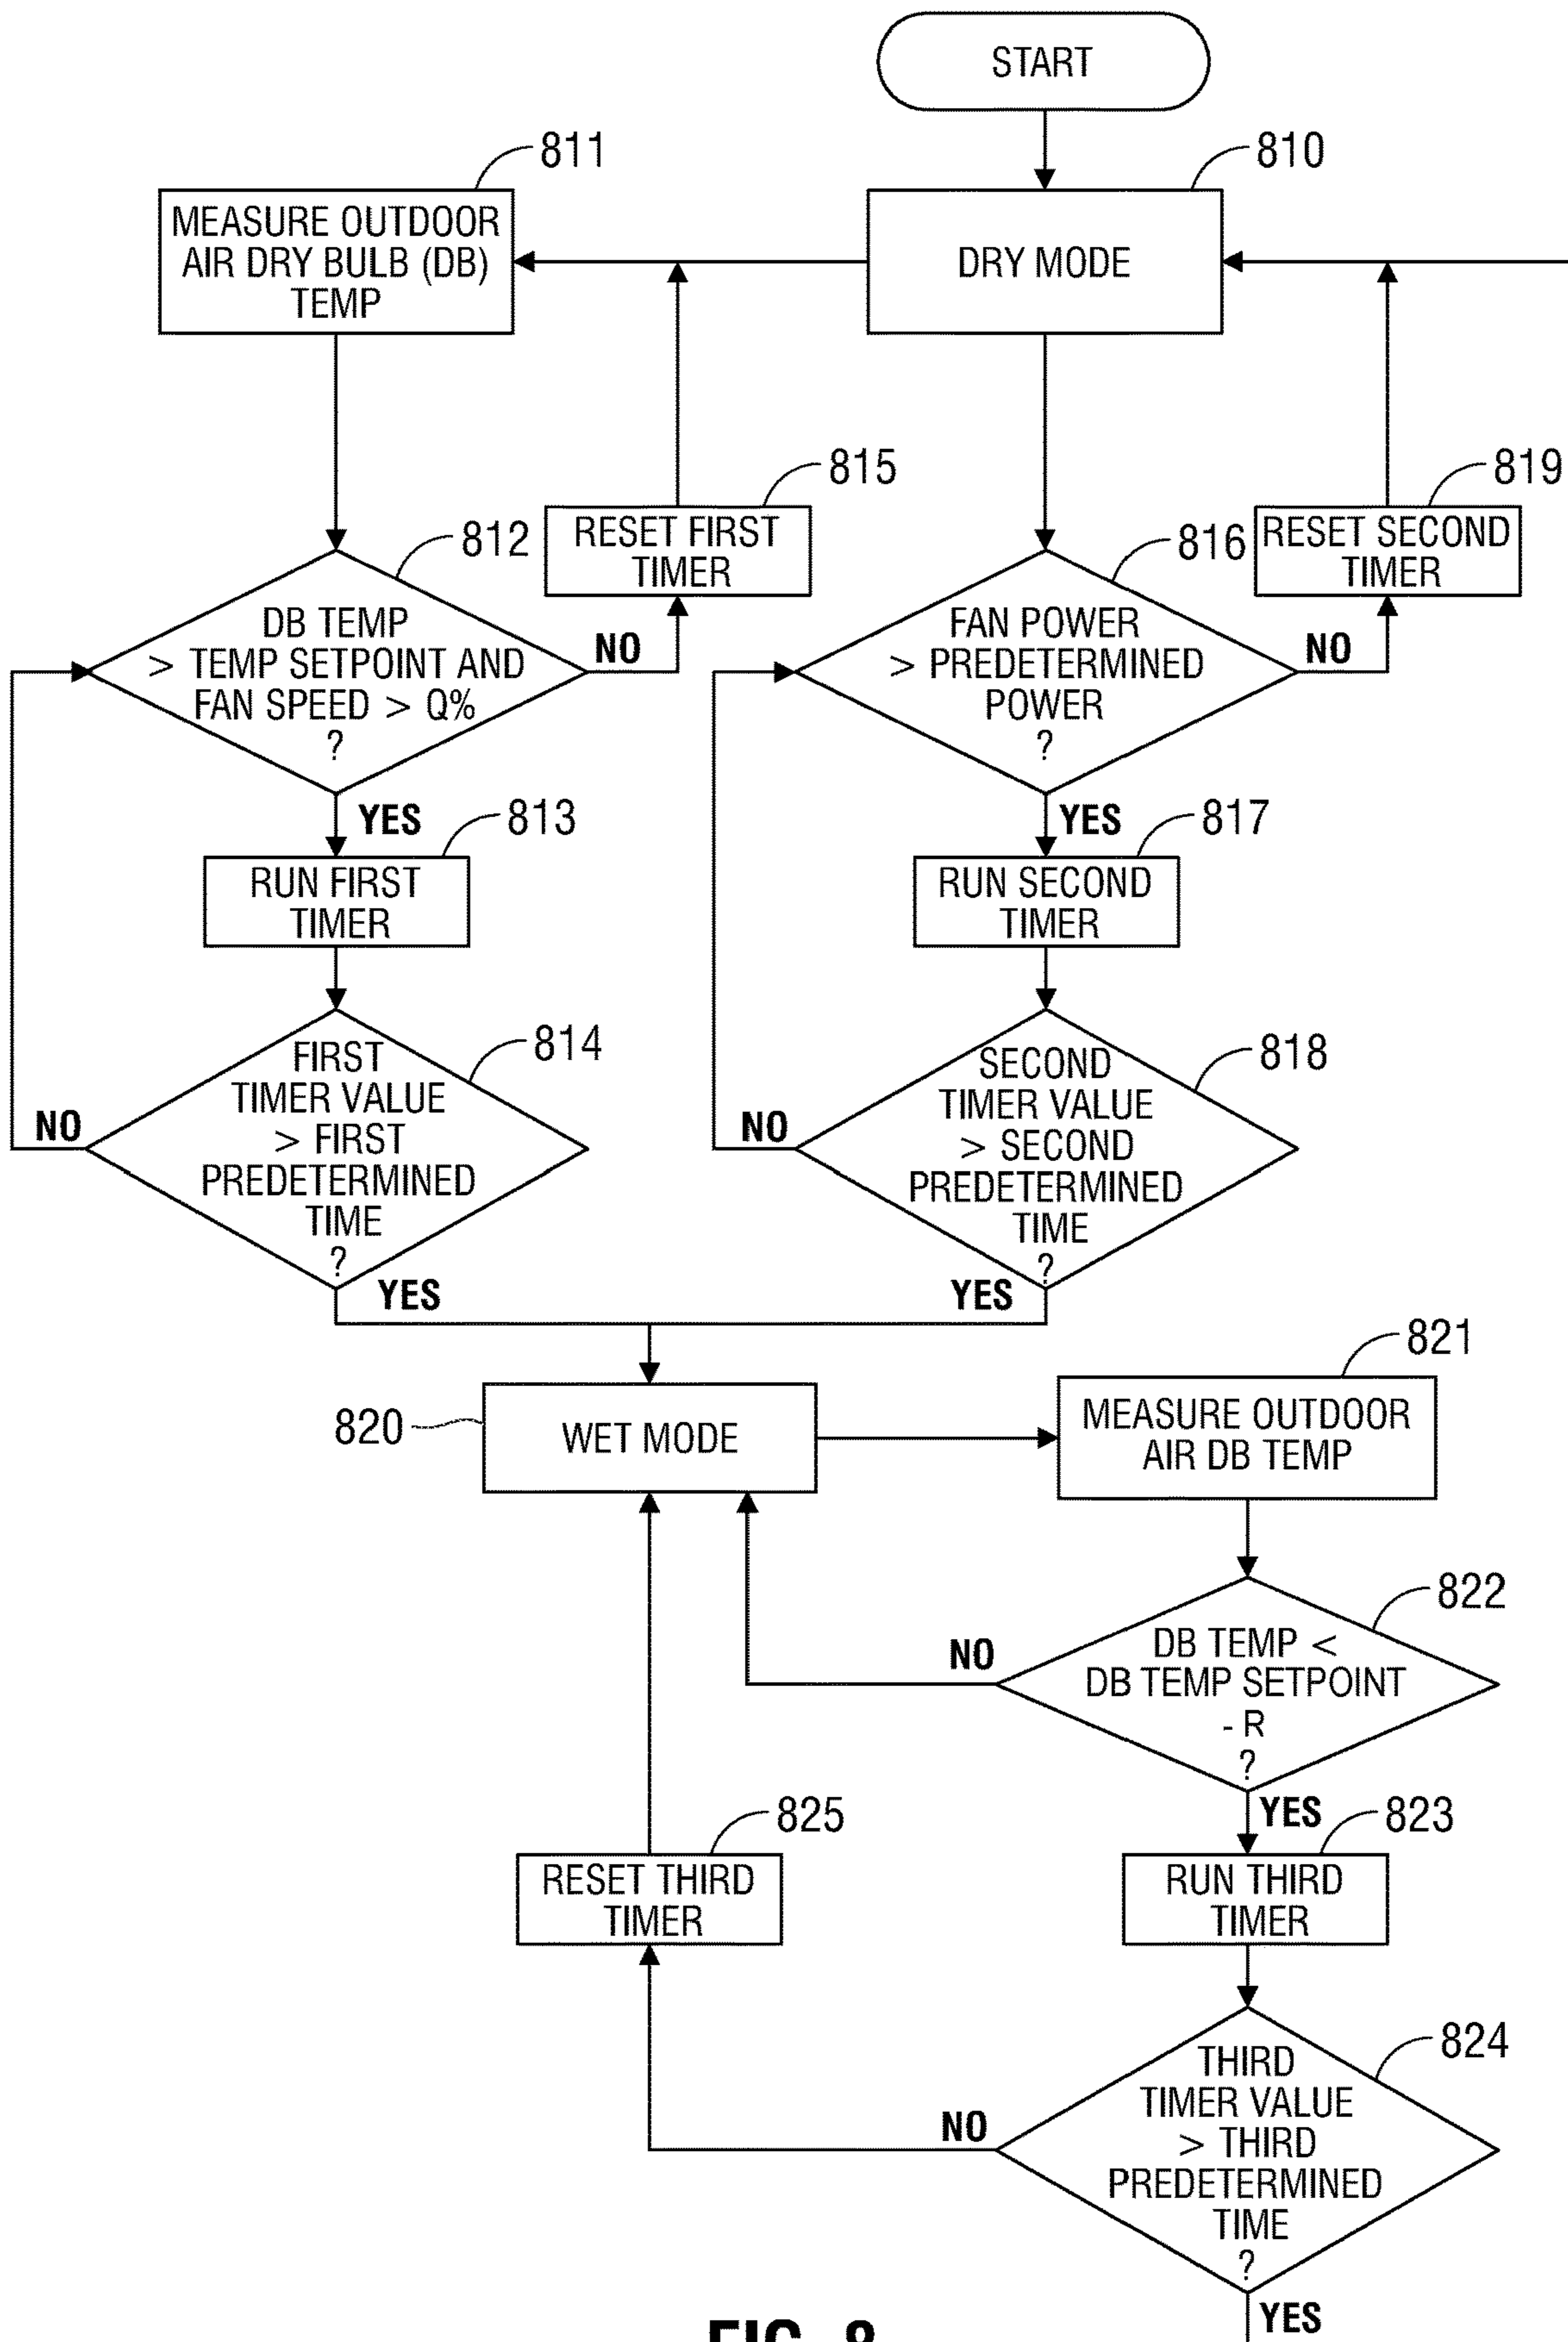 START
811
810
MEASURE OUTDOOR
AIR DRY BULB (DB)
TEMP
DRY MODE
815
819
RESET FIRST
TIMER
RESET SECOND
TIMER
812
816
DB TEMP
> TEMP SETPOINT AND
FAN SPEED > Q%
?
NO
FAN POWER
> PREDETERMINED
POWER
?
NO
YES
813
YES
817
RUN FIRST
TIMER
RUN SECOND
TIMER
814
818
FIRST
TIMER VALUE
> FIRST
PREDETERMINED
TIME
?
NO
SECOND
TIMER VALUE
> SECOND
PREDETERMINED
TIME
?
NO
YES
YES
821
820
WET MODE
MEASURE OUTDOOR
AIR DB TEMP
822
NO
DB TEMP <
DB TEMP SETPOINT
- R
?
YES
825
823
RESET THIRD
TIMER
RUN THIRD
TIMER
824
NO
THIRD
TIMER VALUE
> THIRD
PREDETERMINED
TIME
?
YES
FIG. 8